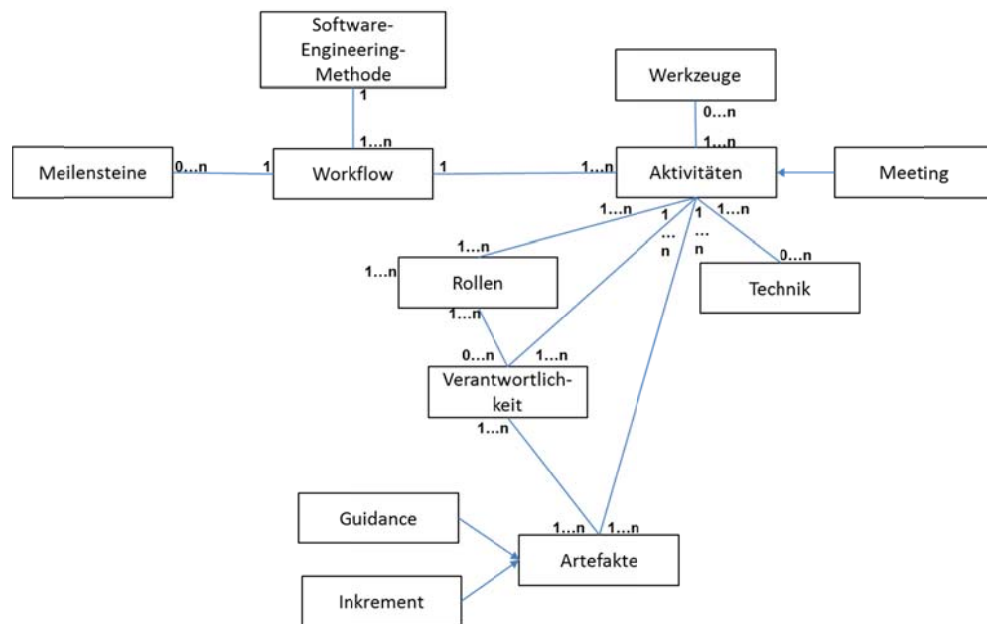 Software-
Engineering-
Methode
Werkzeuge
1
0...n
1...n
1...n
Meilensteine
0...n
1
Workflow
1
1...n
Aktivitäten
Meeting
1...n
1
...
n
1
...
n
1...n
1...n
1...n
Rollen
0...n
Technik
1...n
0...n
1...n
Verantwortlich-
keit
1...n
Guidance
1...n
1...n
Artefakte
Inkrement